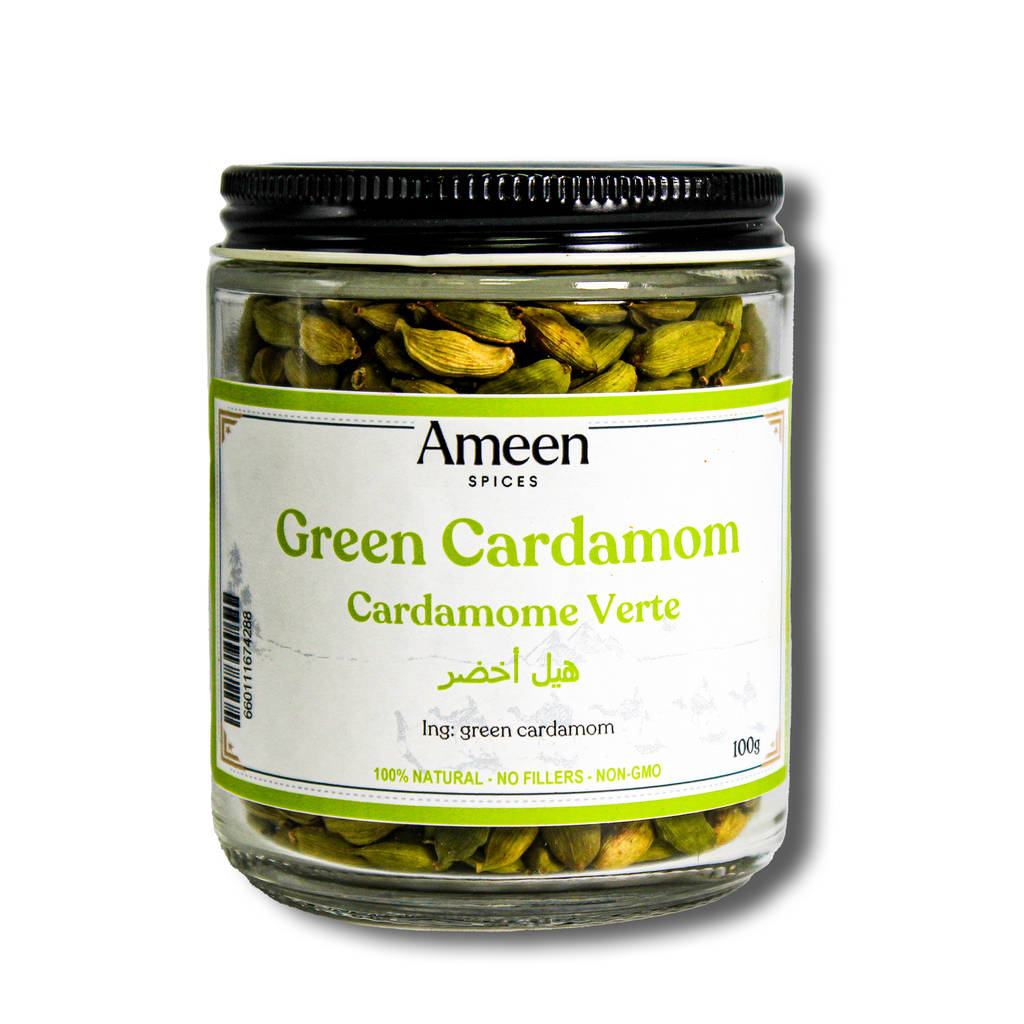 Ameen
SPICES
Green Cardamom
Cardamome Verte
هيل أخضر
Ing: green cardamom
100g
100% NATURAL - NO FILLERS - NON-GMO
660111674288